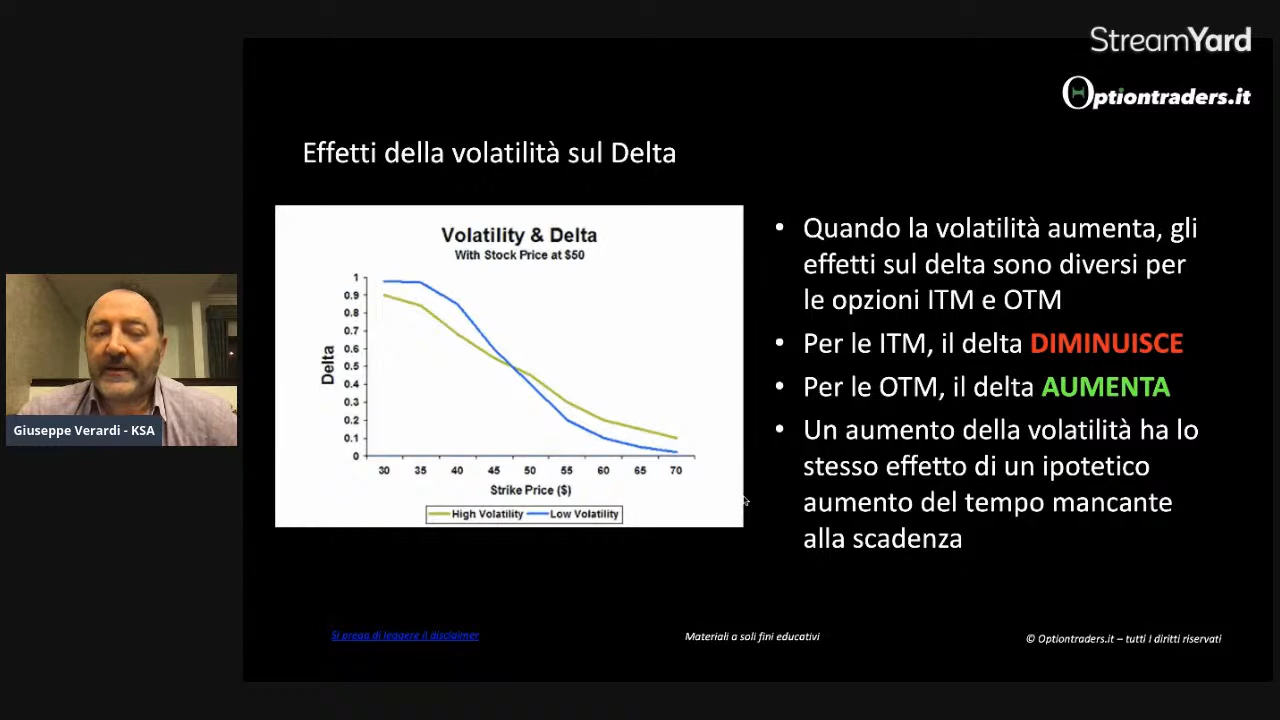 StreamYard
Optiontraders.it
Effetti della volatilità sul Delta
Volatility & Delta
With Stock Price at $50
Delta
1
0.9
0.8
0.7
0.6
0.5
0.4
0.3
0.2
0.1
0
30 35 40 45 50 55 60 65 70
Strike Price ($)
High Volatility Low Volatility
• Quando la volatilità aumenta, gli
effetti sul delta sono diversi per
le opzioni ITM e OTM
• Per le ITM, il delta DIMINUISCE
• Per le OTM, il delta AUMENTA
• Un aumento della volatilità ha lo
stesso effetto di un ipotetico
aumento del tempo mancante
alla scadenza
Giuseppe Verardi - KSA
Si prega di leggere il disclaimer
Materiali a soli fini educativi
© Optiontraders.it – tutti I diritti riservati